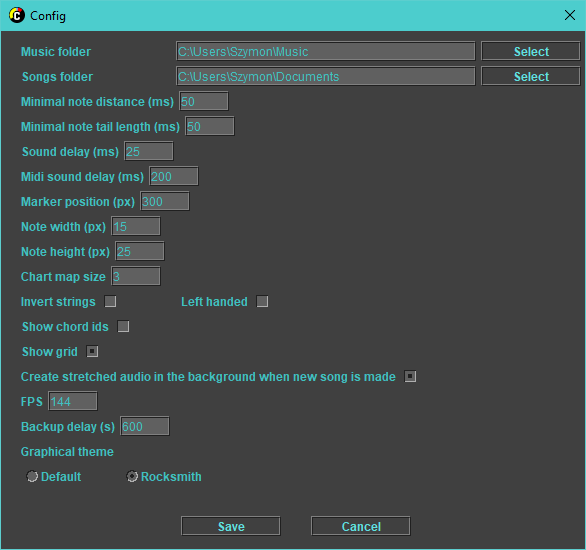 Config
Music folder C:\Users\Szymon\Music Select
Songs folder C:\Users\Szymon\Documents Select
Minimal note distance (ms) 50
Minimal note tail length (ms) 50
Sound delay (ms) 25
Midi sound delay (ms) 200
Marker position (px) 300
Note width (px) 15
Note height (px) 25
Chart map size 3
Invert strings Left handed
Show chord ids
Show grid
Create stretched audio in the background when new song is made
FPS 144
Backup delay (s) 600
Graphical theme
Default Rocksmith
Save Cancel